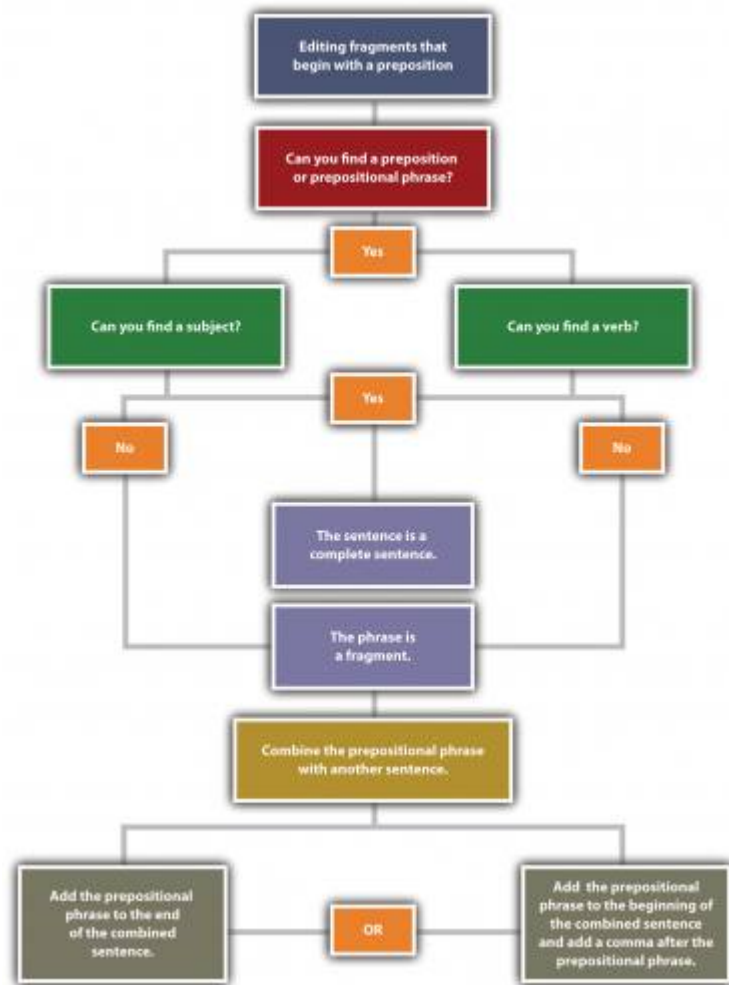 Editing fragments that
begin with a preposition
Can you find a preposition
or prepositional phrase?
Yes
Can you find a subject?
Can you find a verb?
Yes
No
No
The sentence is a
complete sentence.
The phrase is
a fragment.
Combine the prepositional phrase
with another sentence.
Add the prepositional
phrase to the end
of the combined
sentence.
OR
Add the prepositional
phrase to the beginning of
the combined sentence
and add a comma after the
prepositional phrase.